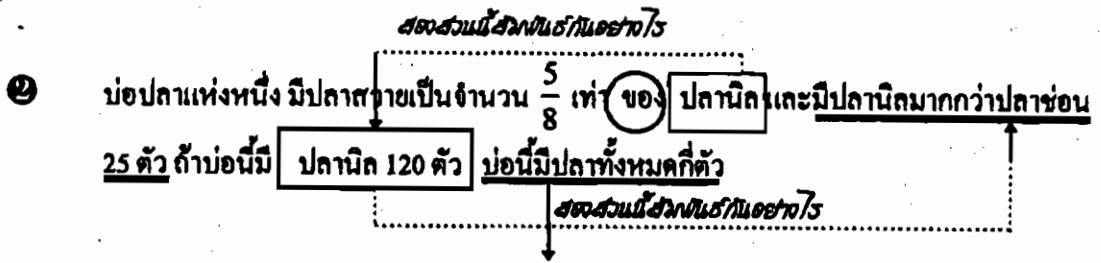 สองส่วนนี้สัมพันธ์กันอย่างไร
❷ บ่อปลาแห่งหนึ่ง มีปลาสวายเป็นจำนวน 5/8 เท่า ของ ปลานิล และมีปลานิลมากกว่าปลาช่อน
25 ตัว ถ้าบ่อนี้มี ปลานิล 120 ตัว บ่อนี้มีปลาทั้งหมดกี่ตัว
สองส่วนนี้สัมพันธ์กันอย่างไร